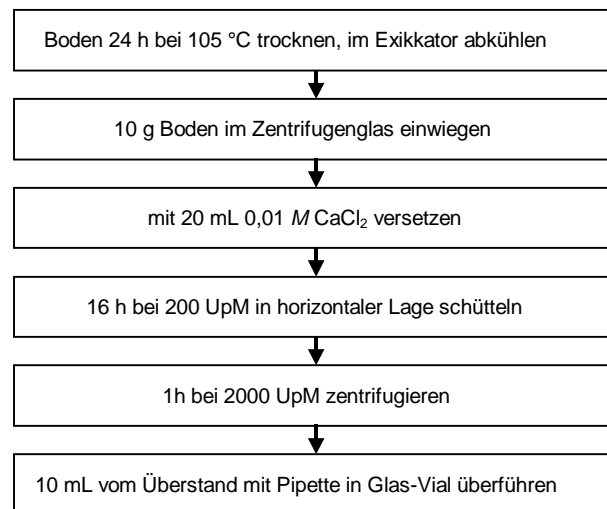 Boden 24 h bei 105 °C trocknen, im Exikkator abkühlen
10 g Boden im Zentrifugenglas einwiegen
mit 20 mL 0,01 M CaCl₂ versetzen
16 h bei 200 UpM in horizontaler Lage schütteln
1h bei 2000 UpM zentrifugieren
10 mL vom Überstand mit Pipette in Glas-Vial überführen